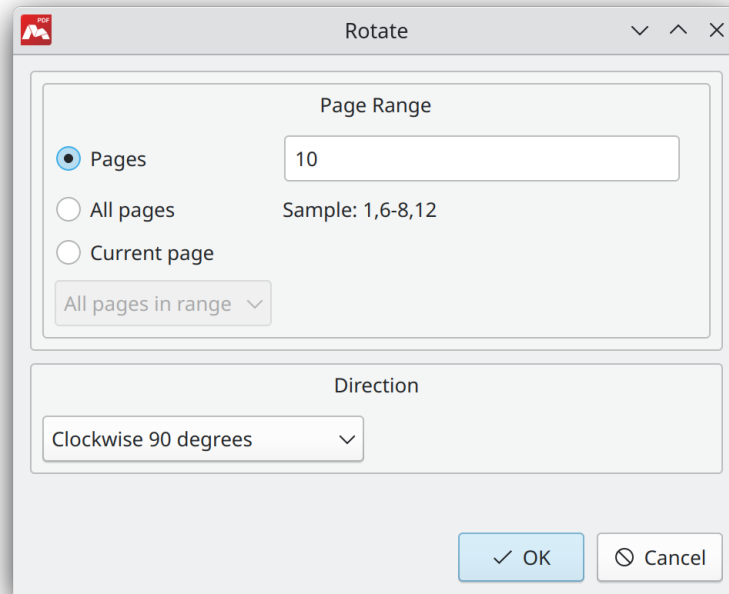 PDF
Rotate
Page Range
Pages 10
All pages Sample: 1,6-8,12
Current page
All pages in range
Direction
Clockwise 90 degrees
OK Cancel